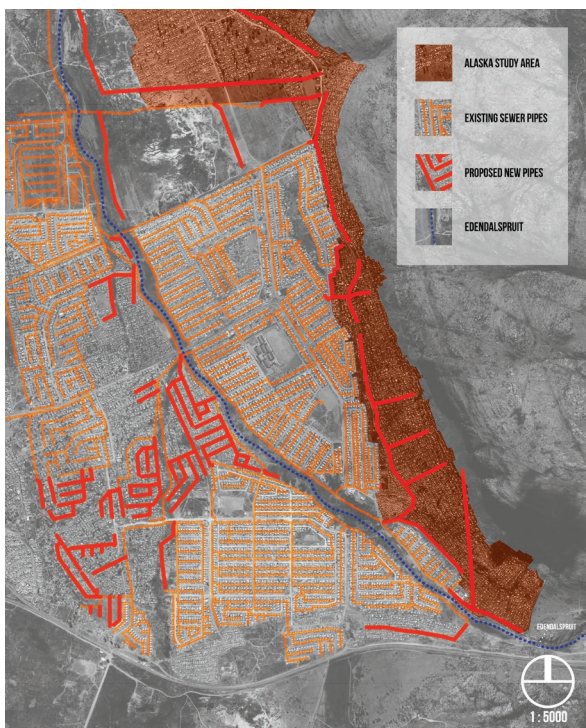 ALASKA STUDY AREA
EXISTING SEWER PIPES
PROPOSED NEW PIPES
EDENDALSPRUIT
EDENDALSPRUIT
1 : 5000